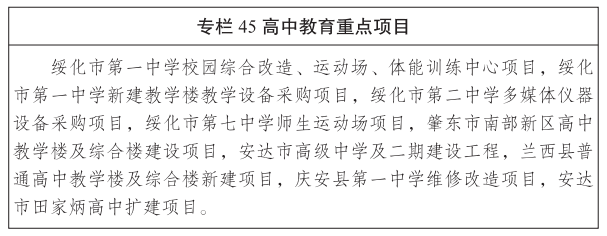 专栏 45 高中教育重点项目
绥化市第一中学校园综合改造、运动场、体能训练中心项目，绥化
市第一中学新建教学楼教学设备采购项目，绥化市第二中学多媒体仪器
设备采购项目，绥化市第七中学师生运动场项目，肇东市南部新区高中
教学楼及综合楼建设项目，安达市高级中学及二期建设工程，兰西县普
通高中教学楼及综合楼新建项目，庆安县第一中学维修改造项目，安达
市田家炳高中扩建项目。